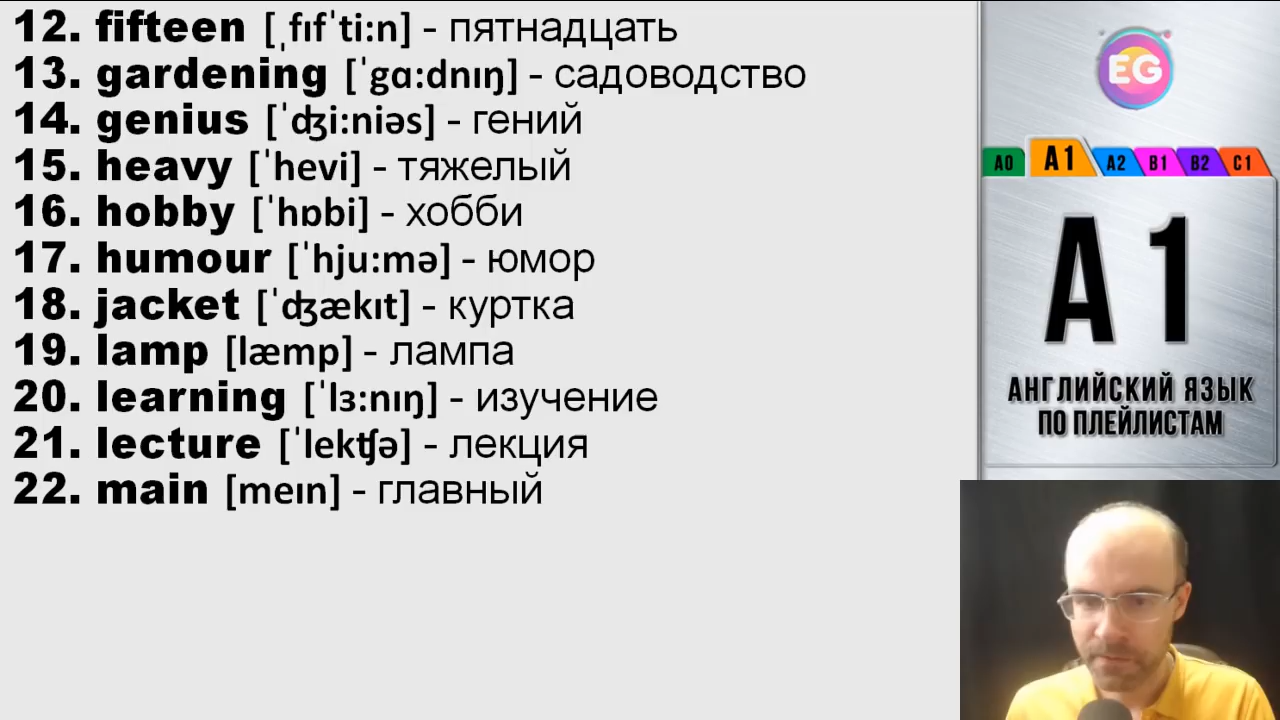 12. fifteen [ˌfɪfˈti:n] - пятнадцать
13. gardening [ˈgɑ:dnɪŋ] - садоводство
14. genius [ˈʤi:niəs] - гений
15. heavy [ˈhevi] - тяжелый
16. hobby [ˈhɒbi] - хобби
17. humour [ˈhju:mə] - юмор
18. jacket [ˈʤækɪt] - куртка
19. lamp [læmp] - лампа
20. learning [ˈlɜ:nɪŋ] - изучение
21. lecture [ˈlekʧə] - лекция
22. main [meɪn] - главный
EG
A0 A1 A2 B1 B2 C1
A 1
АНГЛИЙСКИЙ ЯЗЫК
ПО ПЛЕЙЛИСТАМ